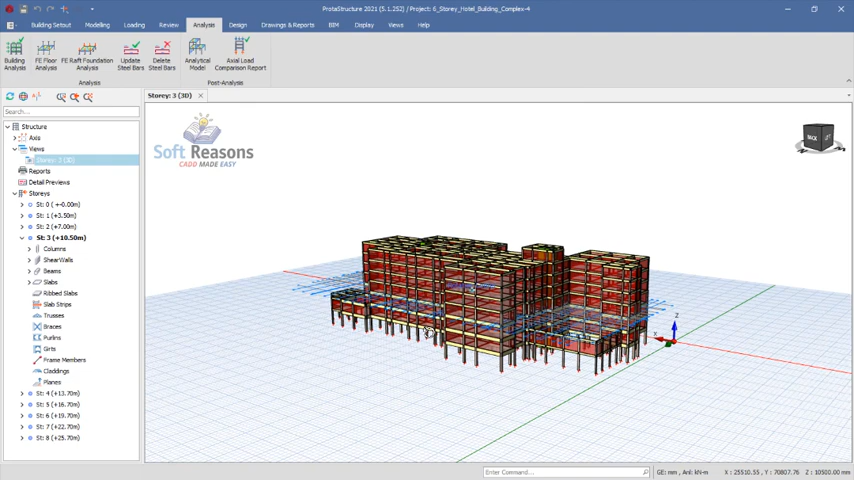 ProtaStructure 2021 (5.1.252) / Project: 6_Storey_Hotel_Building_Complex-4
Building Setout Modelling Loading Review Analysis Design Drawings & Reports BIM Display Views Help
Building Analysis
FE Floor Analysis
FE Raft Foundation Analysis
Update Steel Bars
Delete Steel Bars
Analytical Model
Axial Load Comparison Report
Analysis
Post-Analysis
Search...
Storey: 3 (3D)
Structure
Axis
Views
Storey: 3 (3D)
Reports
Detail Previews
Storeys
St: 0 (+-0.00m)
St: 1 (+3.50m)
St: 2 (+7.00m)
St: 3 (+10.50m)
Columns
ShearWalls
Beams
Slabs
Ribbed Slabs
Slab Strips
Trusses
Braces
Purlins
Girts
Frame Members
Claddings
Planes
St: 4 (+13.70m)
St: 5 (+16.70m)
St: 6 (+19.70m)
St: 7 (+22.70m)
St: 8 (+25.70m)
Soft Reasons
CADD MADE EASY
BACK
LEFT
Z
X
Enter Command...
GE: mm, Anl: kN-m
X : 25510.55, Y : 70807.76
Z : 10500.00 mm